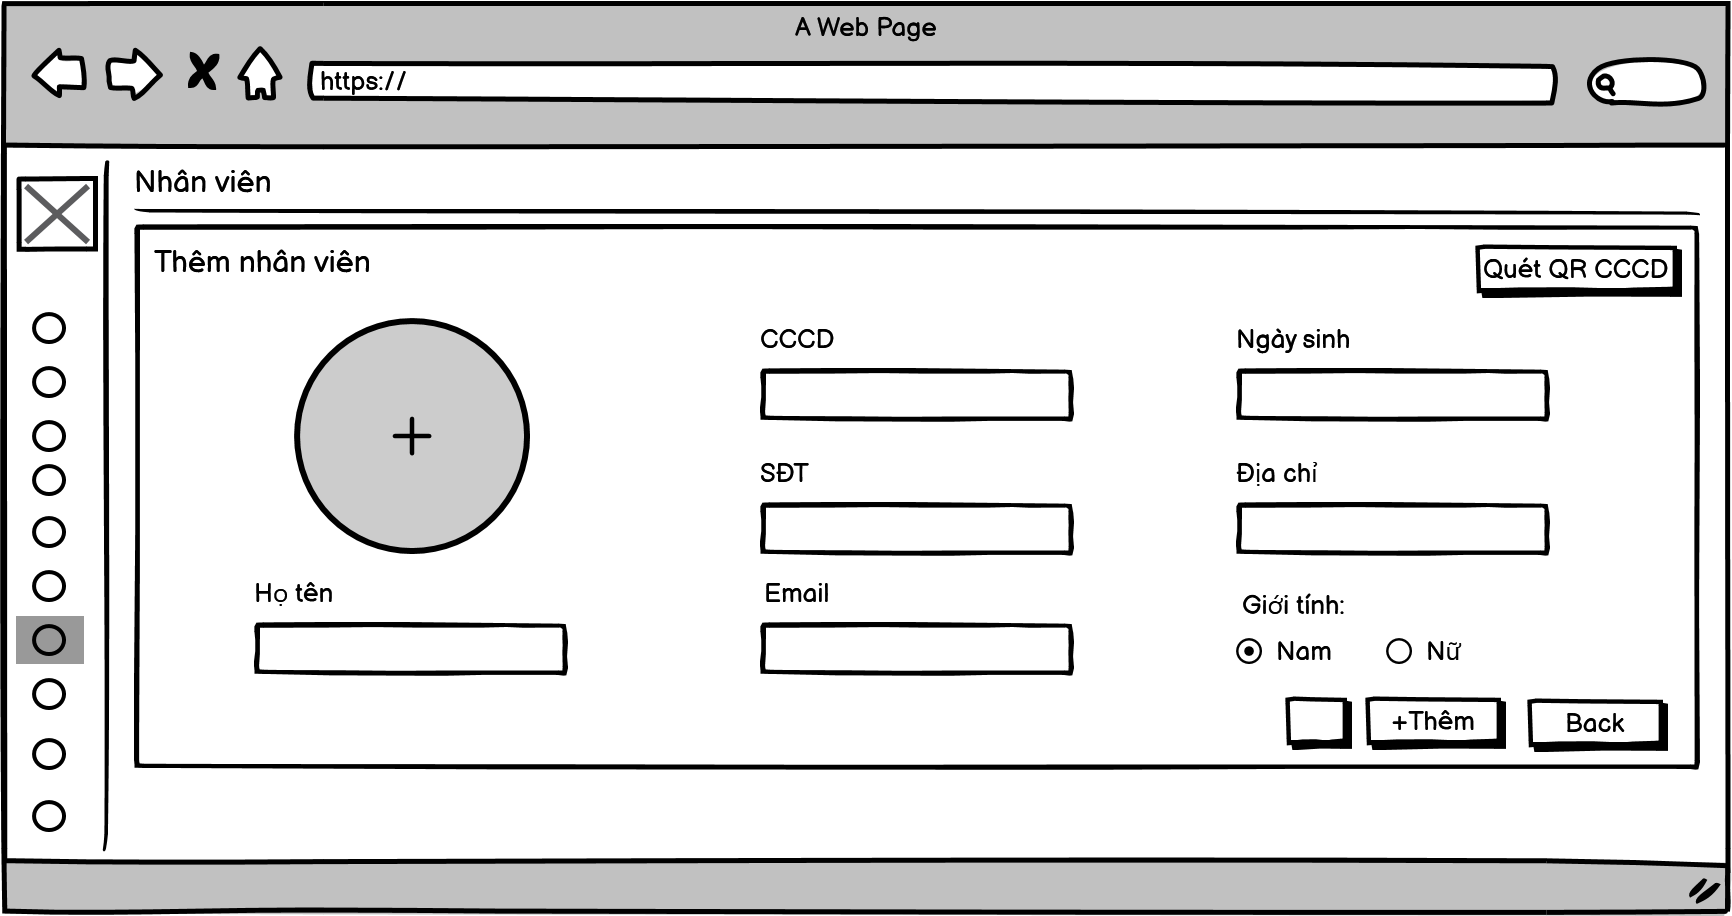 A Web Page
https://
Nhân viên
Thêm nhân viên
Quét QR CCCD
CCCD
Ngày sinh
SĐT
Địa chỉ
Họ tên
Email
Giới tính:
Nam
Nữ
+Thêm
Back